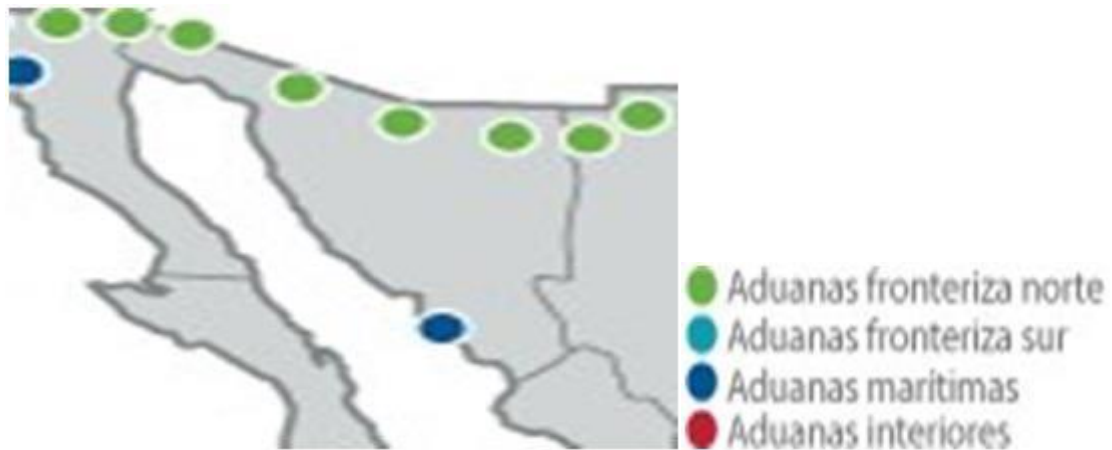 Aduanas fronteriza norte
Aduanas fronteriza sur
Aduanas marítimas
Aduanas interiores